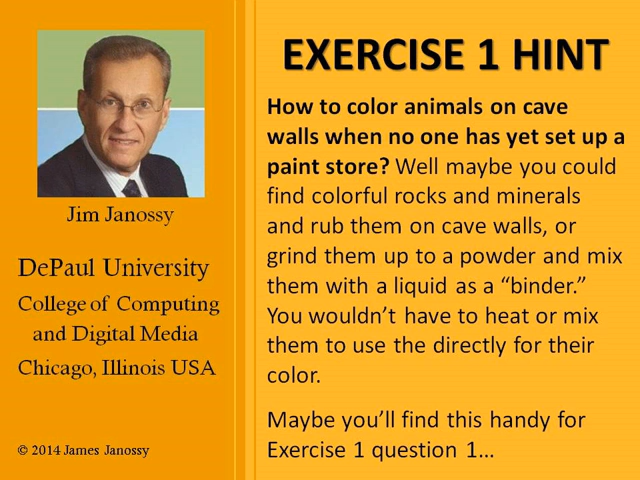 Jim Janossy
DePaul University
College of Computing
and Digital Media
Chicago, Illinois USA
© 2014 James Janossy
EXERCISE 1 HINT
How to color animals on cave
walls when no one has yet set up a
paint store? Well maybe you could
find colorful rocks and minerals
and rub them on cave walls, or
grind them up to a powder and mix
them with a liquid as a “binder.”
You wouldn’t have to heat or mix
them to use the directly for their
color.
Maybe you’ll find this handy for
Exercise 1 question 1…